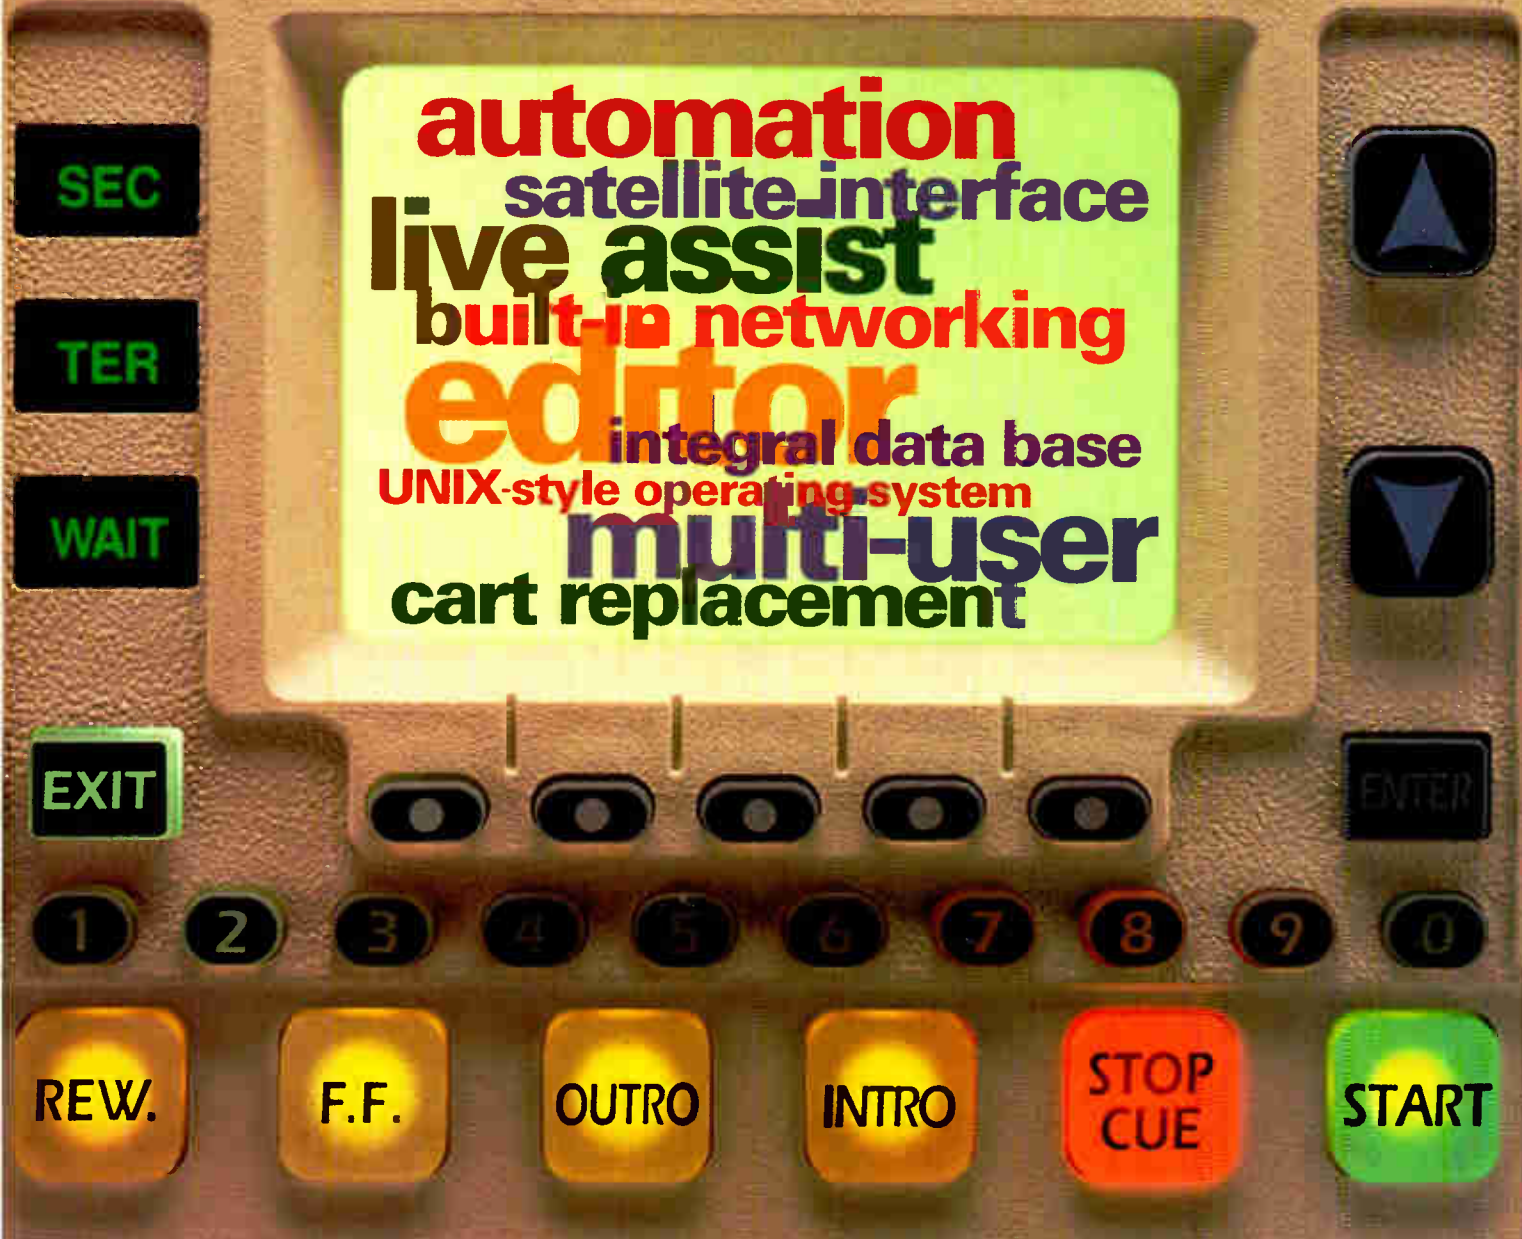 automation
satellite interface
live assist
built-in networking
editor
integral data base
UNIX-style operating system
multi-user
cart replacement
SEC
TER
WAIT
EXIT
ENTER
1 2 3 4 5 6 7 8 9 0
REW. F.F. OUTRO INTRO STOP CUE START